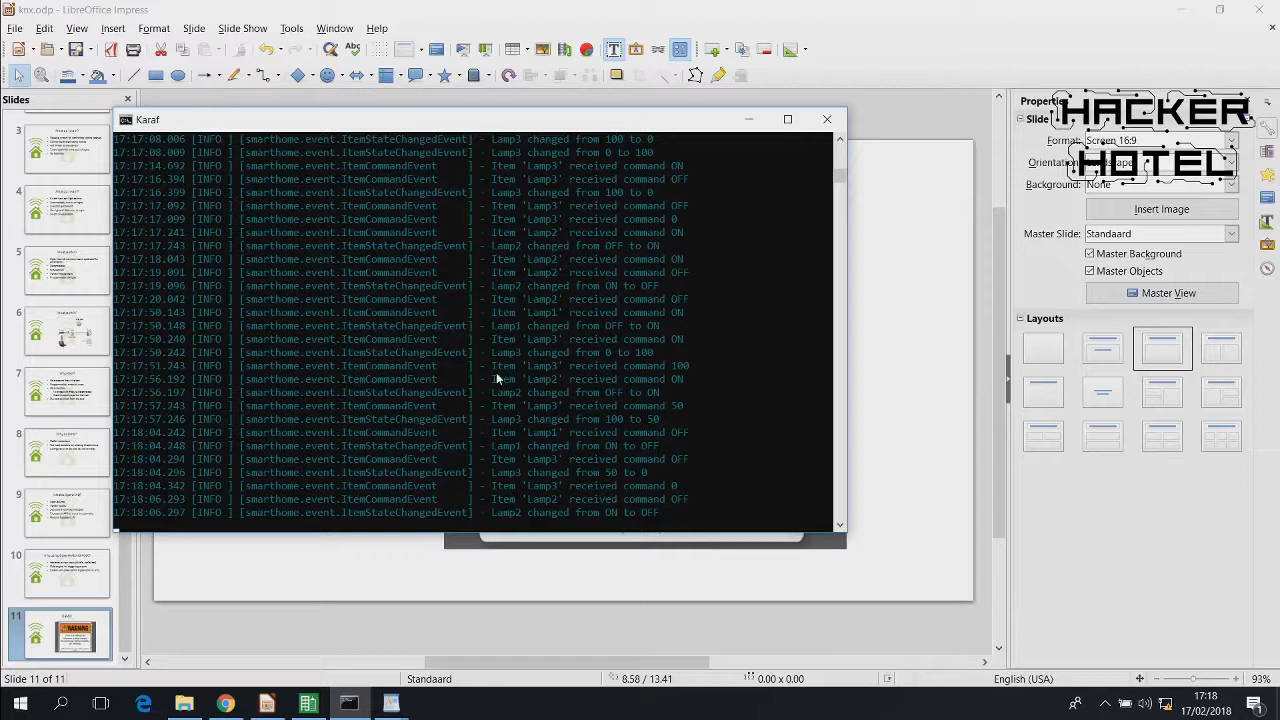 knx.odp - LibreOffice Impress
File Edit View Insert Format Slide Slide Show Tools Window Help
Slides
Karaf
17:17:08.006 [INFO ] [smarthome.event.ItemStateChangedEvent] - Lamp3 changed from 100 to 0
17:17:08.009 [INFO ] [smarthome.event.ItemStateChangedEvent] - Lamp3 changed from 0 to 100
17:17:14.692 [INFO ] [smarthome.event.ItemCommandEvent ] - Item 'Lamp3' received command ON
17:17:16.394 [INFO ] [smarthome.event.ItemCommandEvent ] - Item 'Lamp3' received command OFF
17:17:16.399 [INFO ] [smarthome.event.ItemStateChangedEvent] - Lamp3 changed from 100 to 0
17:17:17.092 [INFO ] [smarthome.event.ItemCommandEvent ] - Item 'Lamp3' received command OFF
17:17:17.099 [INFO ] [smarthome.event.ItemCommandEvent ] - Item 'Lamp3' received command 0
17:17:17.241 [INFO ] [smarthome.event.ItemCommandEvent ] - Item 'Lamp2' received command ON
17:17:17.243 [INFO ] [smarthome.event.ItemStateChangedEvent] - Lamp2 changed from OFF to ON
17:17:18.043 [INFO ] [smarthome.event.ItemCommandEvent ] - Item 'Lamp2' received command ON
17:17:19.091 [INFO ] [smarthome.event.ItemCommandEvent ] - Item 'Lamp2' received command OFF
17:17:19.096 [INFO ] [smarthome.event.ItemStateChangedEvent] - Lamp2 changed from ON to OFF
17:17:20.042 [INFO ] [smarthome.event.ItemCommandEvent ] - Item 'Lamp2' received command OFF
17:17:50.143 [INFO ] [smarthome.event.ItemCommandEvent ] - Item 'Lamp1' received command ON
17:17:50.148 [INFO ] [smarthome.event.ItemStateChangedEvent] - Lamp1 changed from OFF to ON
17:17:50.240 [INFO ] [smarthome.event.ItemCommandEvent ] - Item 'Lamp3' received command ON
17:17:50.242 [INFO ] [smarthome.event.ItemStateChangedEvent] - Lamp3 changed from 0 to 100
17:17:51.243 [INFO ] [smarthome.event.ItemCommandEvent ] - Item 'Lamp3' received command 100
17:17:56.192 [INFO ] [smarthome.event.ItemCommandEvent ] - Item 'Lamp2' received command ON
17:17:56.197 [INFO ] [smarthome.event.ItemStateChangedEvent] - Lamp2 changed from OFF to ON
17:17:57.243 [INFO ] [smarthome.event.ItemCommandEvent ] - Item 'Lamp3' received command 50
17:17:57.246 [INFO ] [smarthome.event.ItemStateChangedEvent] - Lamp3 changed from 100 to 50
17:18:04.242 [INFO ] [smarthome.event.ItemCommandEvent ] - Item 'Lamp1' received command OFF
17:18:04.248 [INFO ] [smarthome.event.ItemStateChangedEvent] - Lamp1 changed from ON to OFF
17:18:04.294 [INFO ] [smarthome.event.ItemCommandEvent ] - Item 'Lamp3' received command OFF
17:18:04.296 [INFO ] [smarthome.event.ItemStateChangedEvent] - Lamp3 changed from 50 to 0
17:18:04.347 [INFO ] [smarthome.event.ItemCommandEvent ] - Item 'Lamp3' received command 0
17:18:06.293 [INFO ] [smarthome.event.ItemCommandEvent ] - Item 'Lamp2' received command OFF
17:18:06.297 [INFO ] [smarthome.event.ItemStateChangedEvent] - Lamp2 changed from ON to OFF
3
4
5
6
7
8
9
10
11
WARNING
HACKER
HOTEL
Slide
Format: Screen 16:9
Background: None
Insert Image
Master Slide: Standaard
Master Background
Master Objects
Master View
Layouts
Slide 11 of 11
Standaard
8.58 / 13.41
0.00 x 0.00
English (USA)
93%
17:18
17/02/2018